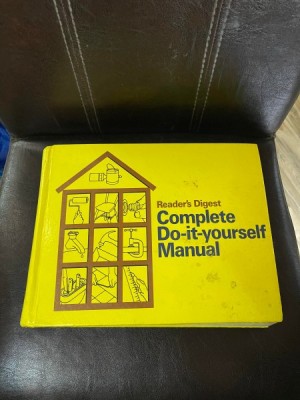 Reader's Digest
Complete
Do-it-yourself
Manual